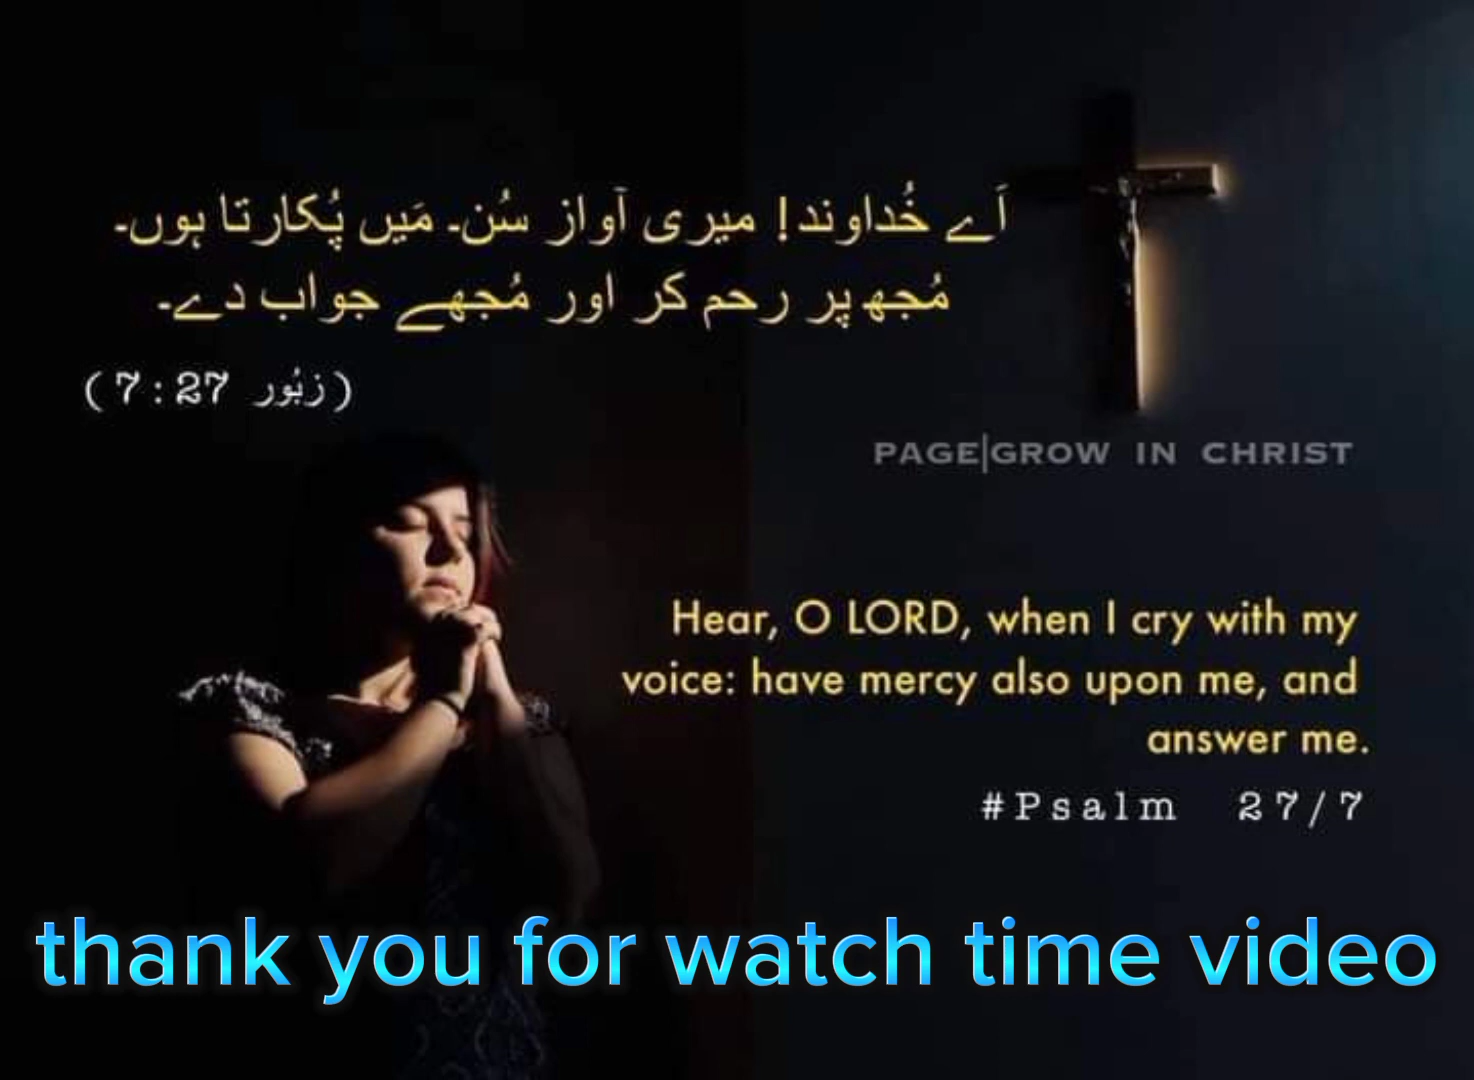 اَے خُداوند! میری آواز سُن۔ مَیں پُکارتا ہوں۔
مُجھ پر رحم کر اور مُجھے جواب دے۔
(زبُور 27:7)
PAGE|GROW IN CHRIST
Hear, O LORD, when I cry with my
voice: have mercy also upon me, and
answer me.
#Psalm 27/7
thank you for watch time video